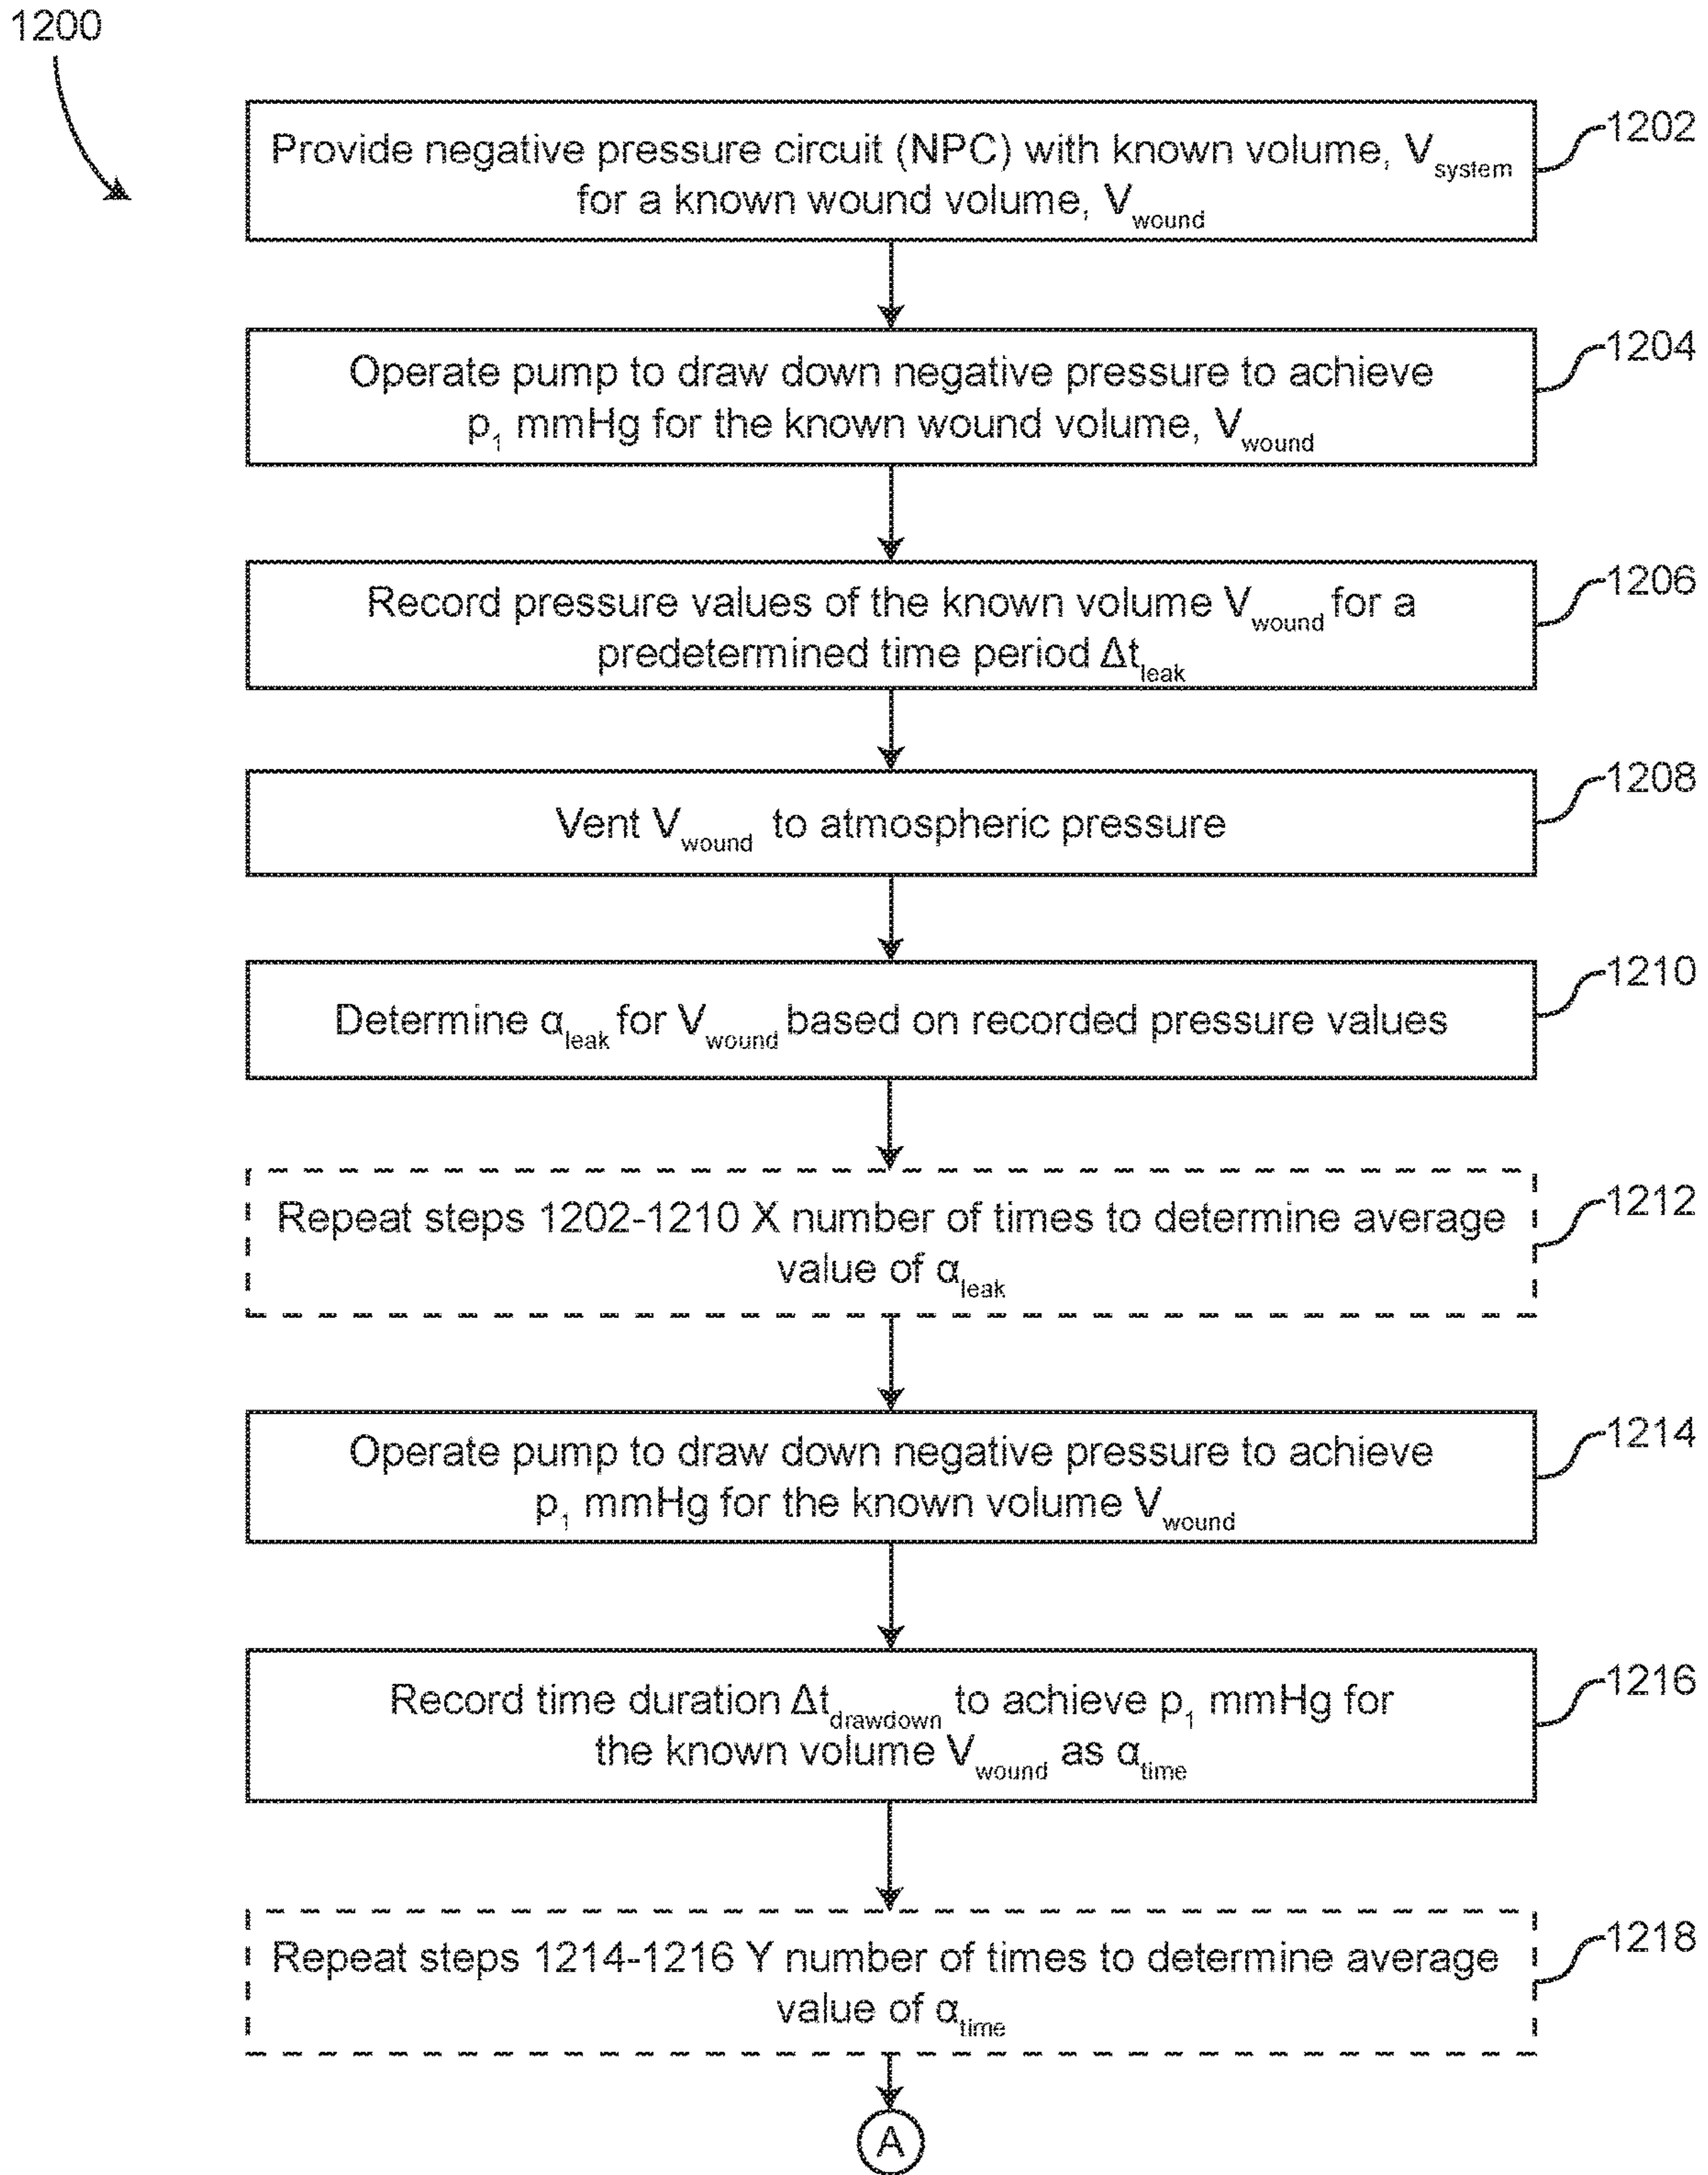 1200
Provide negative pressure circuit (NPC) with known volume, Vsystem
for a known wound volume, Vwound
1202
Operate pump to draw down negative pressure to achieve
p1 mmHg for the known wound volume, Vwound
1204
Record pressure values of the known volume Vwound for a
predetermined time period Δtleak
1206
Vent Vwound to atmospheric pressure
1208
Determine αleak for Vwound based on recorded pressure values
1210
Repeat steps 1202-1210 X number of times to determine average
value of αleak
1212
Operate pump to draw down negative pressure to achieve
p1 mmHg for the known volume Vwound
1214
Record time duration Δtdrawdown to achieve p1 mmHg for
the known volume Vwound as αtime
1216
Repeat steps 1214-1216 Y number of times to determine average
value of αtime
1218
A